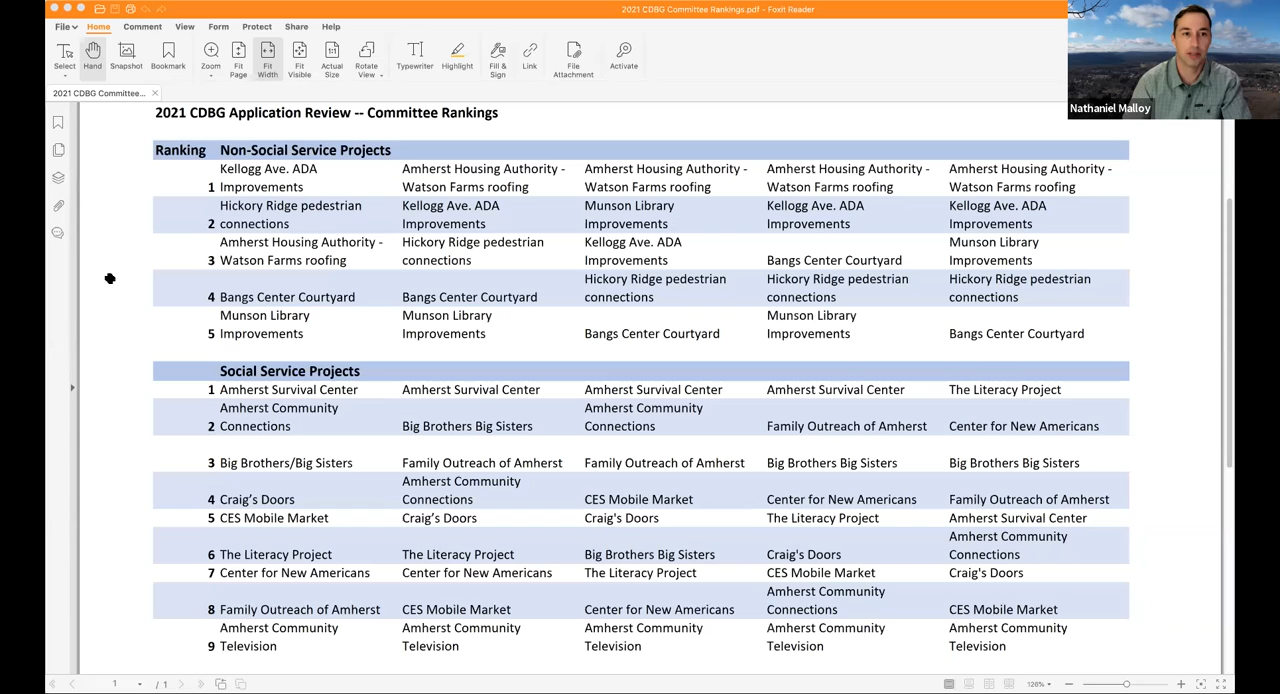 2021 CDBG Committee Rankings.pdf - Foxit Reader
File Home Comment View Form Protect Share Help
Select Hand Snapshot Bookmark Zoom Fit Page Fit Width Fit Visible Actual Size Rotate View Typewriter Highlight Fill & Sign Link File Attachment Activate
Nathaniel Malloy
2021 CDBG Committee...
2021 CDBG Application Review -- Committee Rankings
Ranking Non-Social Service Projects
Kellogg Ave. ADA Amherst Housing Authority - Amherst Housing Authority - Amherst Housing Authority - Amherst Housing Authority -
1 Improvements Watson Farms roofing Watson Farms roofing Watson Farms roofing Watson Farms roofing
Hickory Ridge pedestrian Kellogg Ave. ADA Munson Library Kellogg Ave. ADA Kellogg Ave. ADA
2 connections Improvements Improvements Improvements Improvements
Amherst Housing Authority - Hickory Ridge pedestrian Kellogg Ave. ADA Munson Library
3 Watson Farms roofing connections Improvements Bangs Center Courtyard Improvements
Hickory Ridge pedestrian Hickory Ridge pedestrian Hickory Ridge pedestrian
4 Bangs Center Courtyard Bangs Center Courtyard connections connections connections
Munson Library Munson Library Munson Library
5 Improvements Improvements Bangs Center Courtyard Improvements Bangs Center Courtyard
Social Service Projects
1 Amherst Survival Center Amherst Survival Center Amherst Survival Center Amherst Survival Center The Literacy Project
Amherst Community Amherst Community
2 Connections Big Brothers Big Sisters Connections Family Outreach of Amherst Center for New Americans
3 Big Brothers/Big Sisters Family Outreach of Amherst Family Outreach of Amherst Big Brothers Big Sisters Big Brothers Big Sisters
Amherst Community
4 Craig’s Doors Connections CES Mobile Market Center for New Americans Family Outreach of Amherst
5 CES Mobile Market Craig’s Doors Craig's Doors The Literacy Project Amherst Survival Center
Amherst Community
6 The Literacy Project The Literacy Project Big Brothers Big Sisters Craig's Doors Connections
7 Center for New Americans Center for New Americans The Literacy Project CES Mobile Market Craig's Doors
Amherst Community
8 Family Outreach of Amherst CES Mobile Market Center for New Americans Connections CES Mobile Market
Amherst Community Amherst Community Amherst Community Amherst Community Amherst Community
9 Television Television Television Television Television
1 / 1 126%